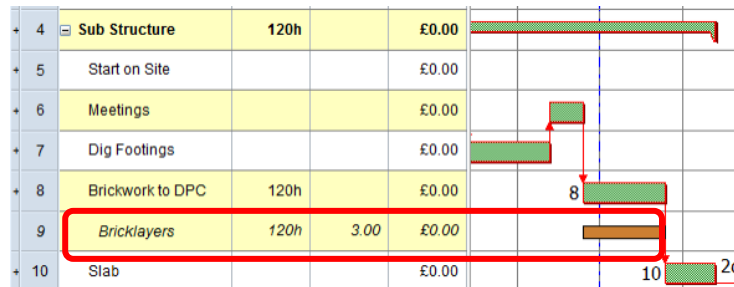 4 Sub Structure 120h £0.00
5 Start on Site £0.00
6 Meetings £0.00
7 Dig Footings £0.00
8 Brickwork to DPC 120h £0.00 8
9 Bricklayers 120h 3.00 £0.00
10 Slab £0.00 10